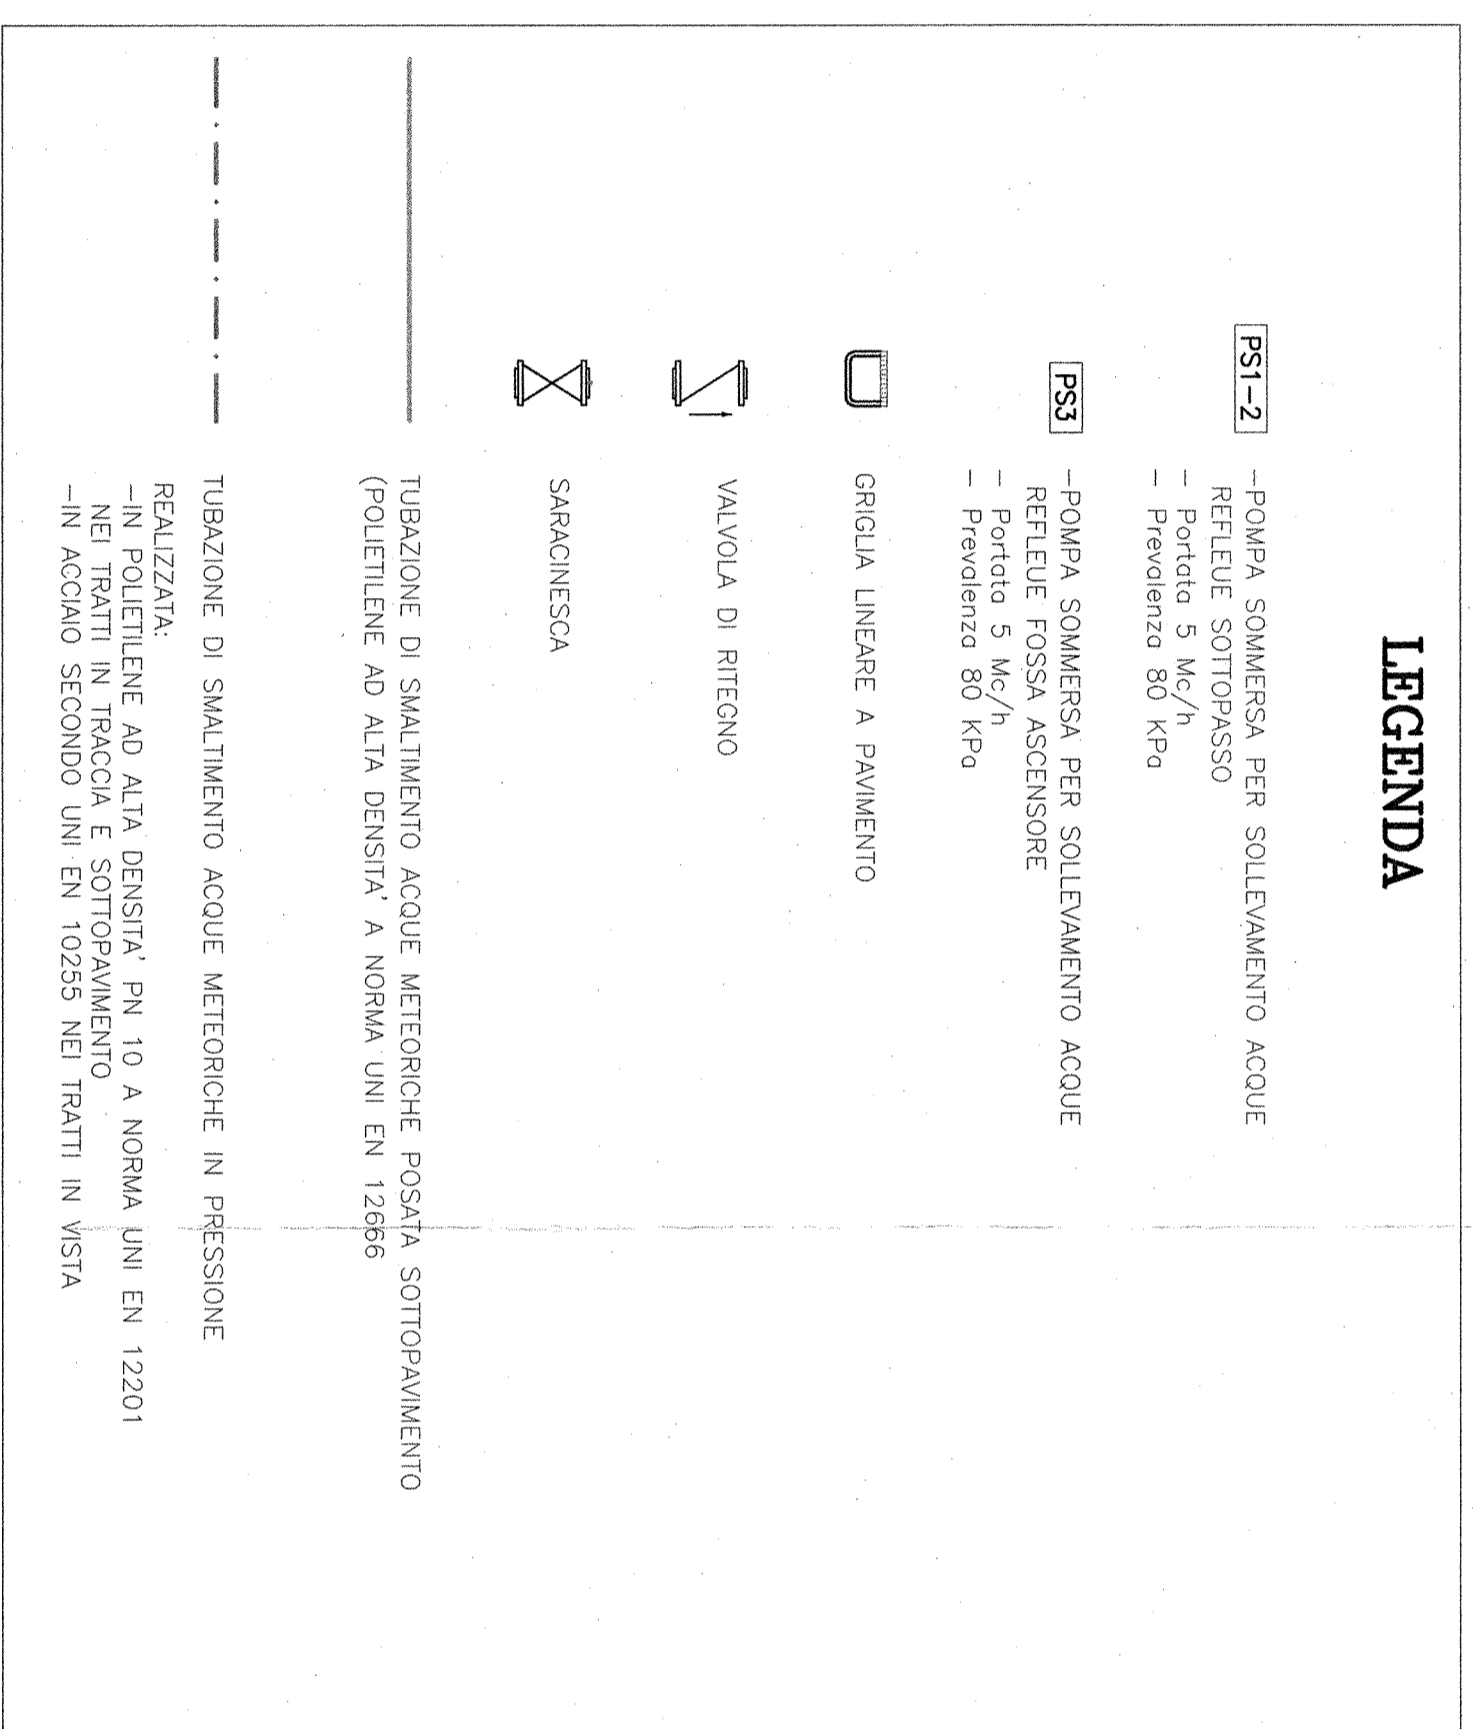 LEGENDA
PS1-2
-POMPA SOMMERSA PER SOLLEVAMENTO ACQUE
REFLEUE SOTTOPASSO
- Portata 5 Mc/h
- Prevalenza 80 KPa
PS3
-POMPA SOMMERSA PER SOLLEVAMENTO ACQUE
REFLEUE FOSSA ASCENSORE
- Portata 5 Mc/h
- Prevalenza 80 KPa
GRIGLIA LINEARE A PAVIMENTO
VALVOLA DI RITEGNO
SARACINESCA
TUBAZIONE DI SMALTIMENTO ACQUE METEORICHE POSATA SOTTOPAVIMENTO
(POLIETILENE AD ALTA DENSITA' A NORMA UNI EN 12666
TUBAZIONE DI SMALTIMENTO ACQUE METEORICHE IN PRESSIONE
REALIZZATA:
-IN POLIETILENE AD ALTA DENSITA' PN 10 A NORMA UNI EN 12201
NEI TRATTI IN TRACCIA E SOTTOPAVIMENTO
-IN ACCIAIO SECONDO UNI EN 10255 NEI TRATTI IN VISTA